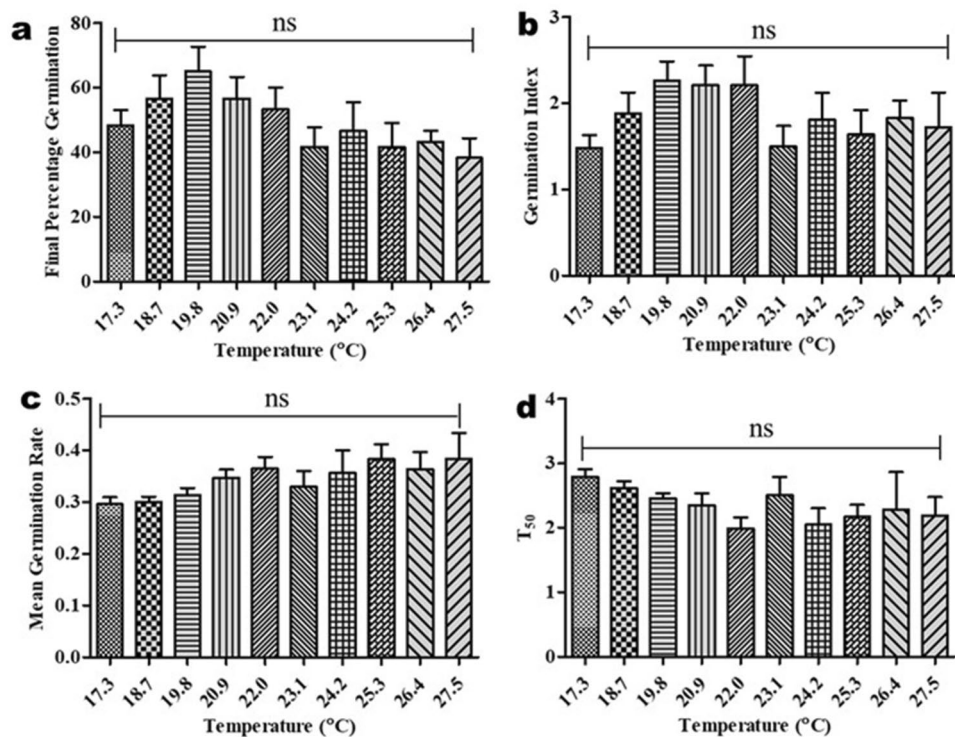 a
ns
Final Percentage Germination
80
60
40
20
0
17.3 18.7 19.8 20.9 22.0 23.1 24.2 25.3 26.4 27.5
Temperature (°C)
b
ns
Germination Index
3
2
1
0
17.3 18.7 19.8 20.9 22.0 23.1 24.2 25.3 26.4 27.5
Temperature (°C)
c
ns
Mean Germination Rate
0.5
0.4
0.3
0.2
0.1
0.0
17.3 18.7 19.8 20.9 22.0 23.1 24.2 25.3 26.4 27.5
Temperature (°C)
d
ns
T50
4
3
2
1
0
17.3 18.7 19.8 20.9 22.0 23.1 24.2 25.3 26.4 27.5
Temperature (°C)